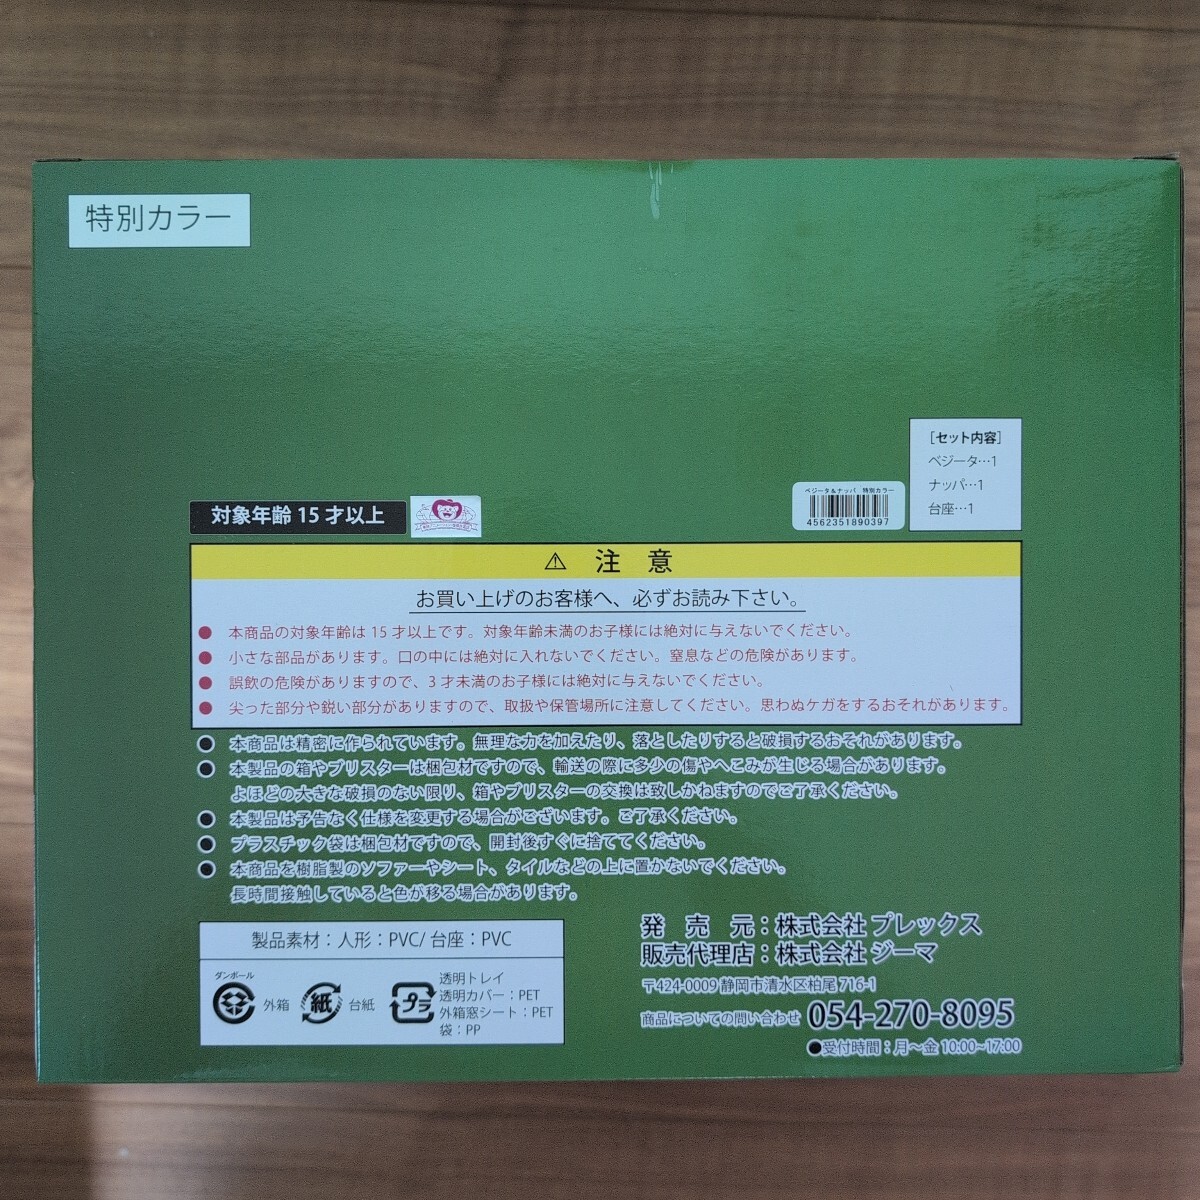 特別カラー
[セット内容]
ベジータ…1
ナッパ…1
台座…1
ベジータ＆ナッパ 特別カラー
4562351890397
対象年齢 15 才以上
⚠ 注 意
お買い上げのお客様へ、必ずお読み下さい。
● 本商品の対象年齢は 15 才以上です。対象年齢未満のお子様には絶対に与えないでください。
● 小さな部品があります。口の中には絶対に入れないでください。窒息などの危険があります。
● 誤飲の危険がありますので、3 才未満のお子様には絶対に与えないでください。
● 尖った部分や鋭い部分がありますので、取扱や保管場所に注意してください。思わぬケガをするおそれがあります。
● 本商品は精密に作られています。無理な力を加えたり、落としたりすると破損するおそれがあります。
● 本製品の箱やブリスターは梱包材ですので、輸送の際に多少の傷やへこみが生じる場合があります。
よほどの大きな破損のない限り、箱やブリスターの交換は致しかねますのでご了承ください。
● 本製品は予告なく仕様を変更する場合がございます。ご了承ください。
● プラスチック袋は梱包材ですので、開封後すぐに捨ててください。
● 本商品を樹脂製のソファーやシート、タイルなどの上に置かないでください。
長時間接触していると色が移る場合があります。
製品素材：人形：PVC/ 台座：PVC
ダンボール
外箱
紙
台紙
プラ
透明トレイ
透明カバー：PET
外箱窓シート：PET
袋：PP
発 売 元：株式会社 プレックス
販売代理店：株式会社 ジーマ
〒424-0009 静岡市清水区柏尾 716-1
商品についての問い合わせ 054-270-8095
●受付時間：月〜金 10:00~17:00